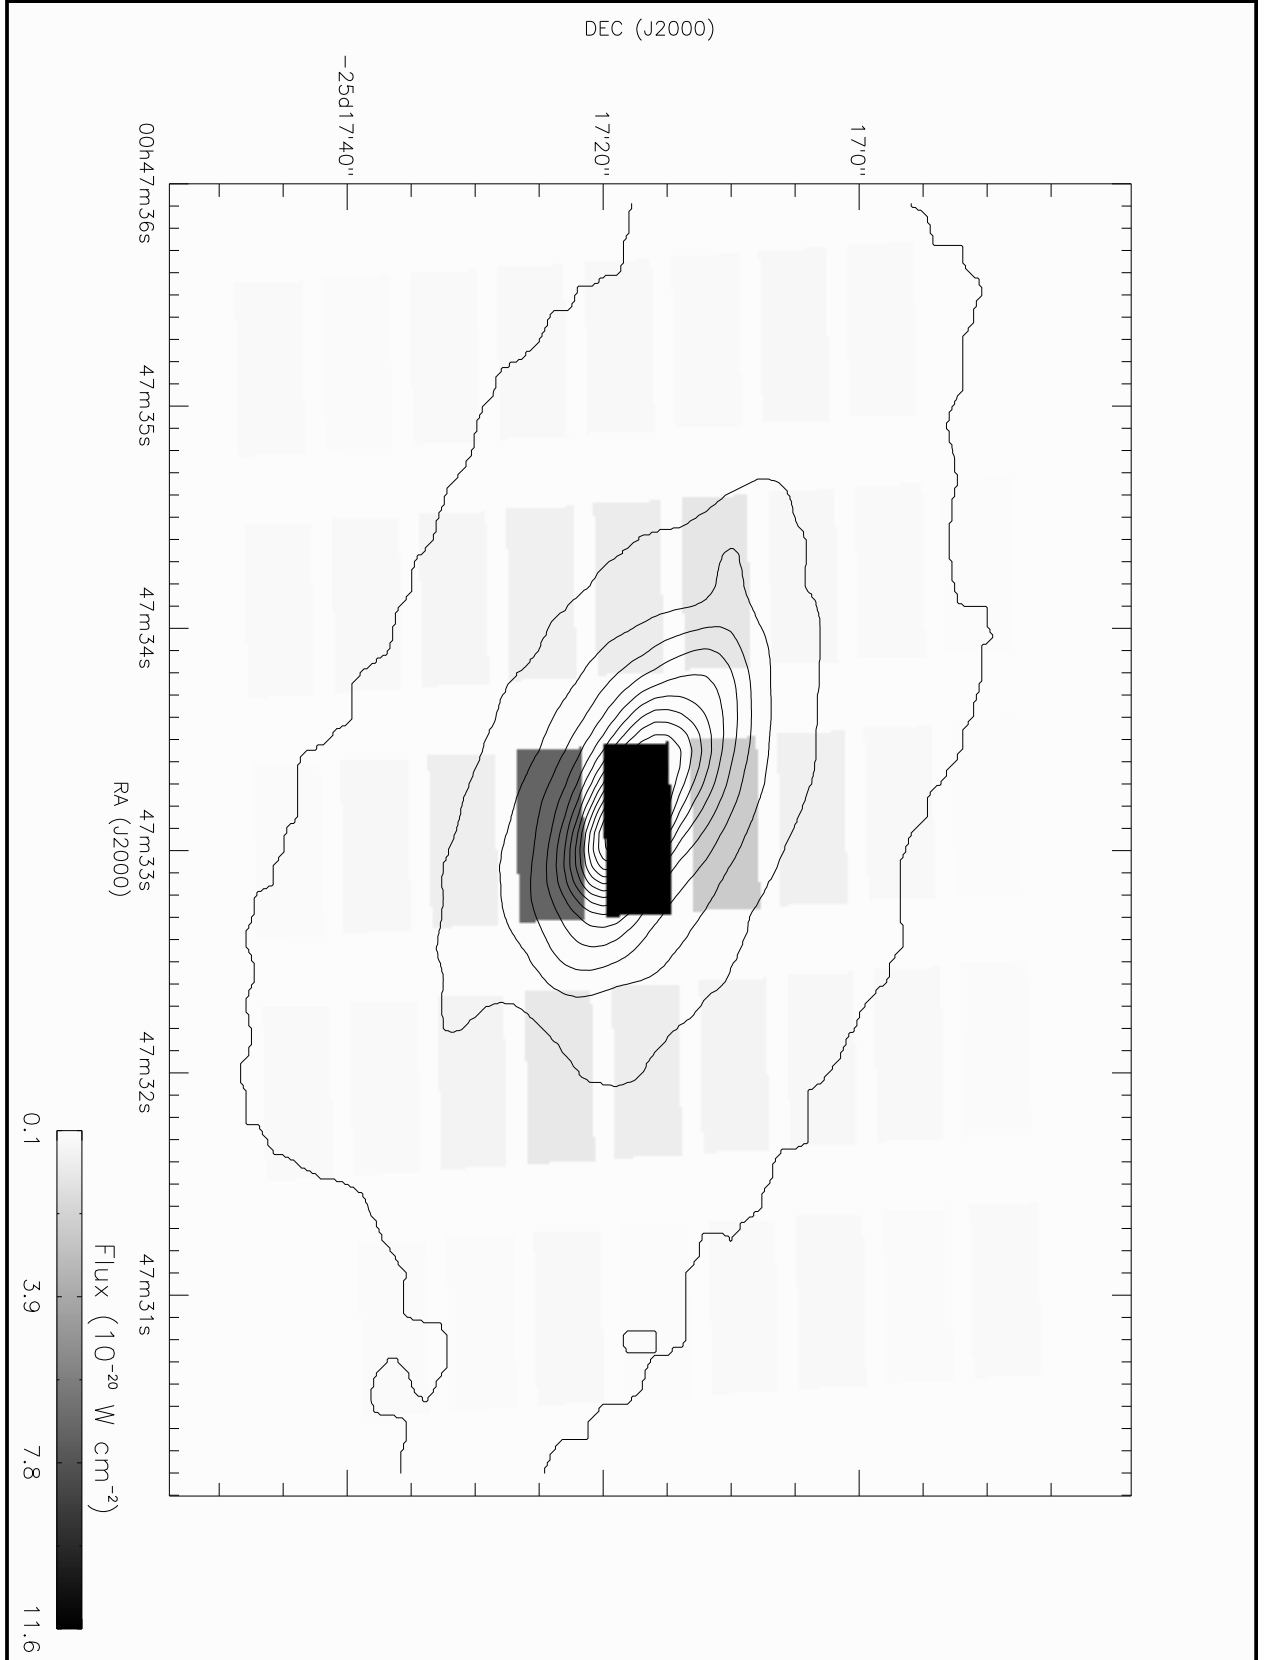 DEC (J2000)
-25d17'40"
17'20"
17'0"
00h47m36s
47m35s
47m34s
47m33s
47m32s
47m31s
RA (J2000)
0.1
3.9
7.8
11.6
Flux (10⁻²⁰ W cm⁻²)